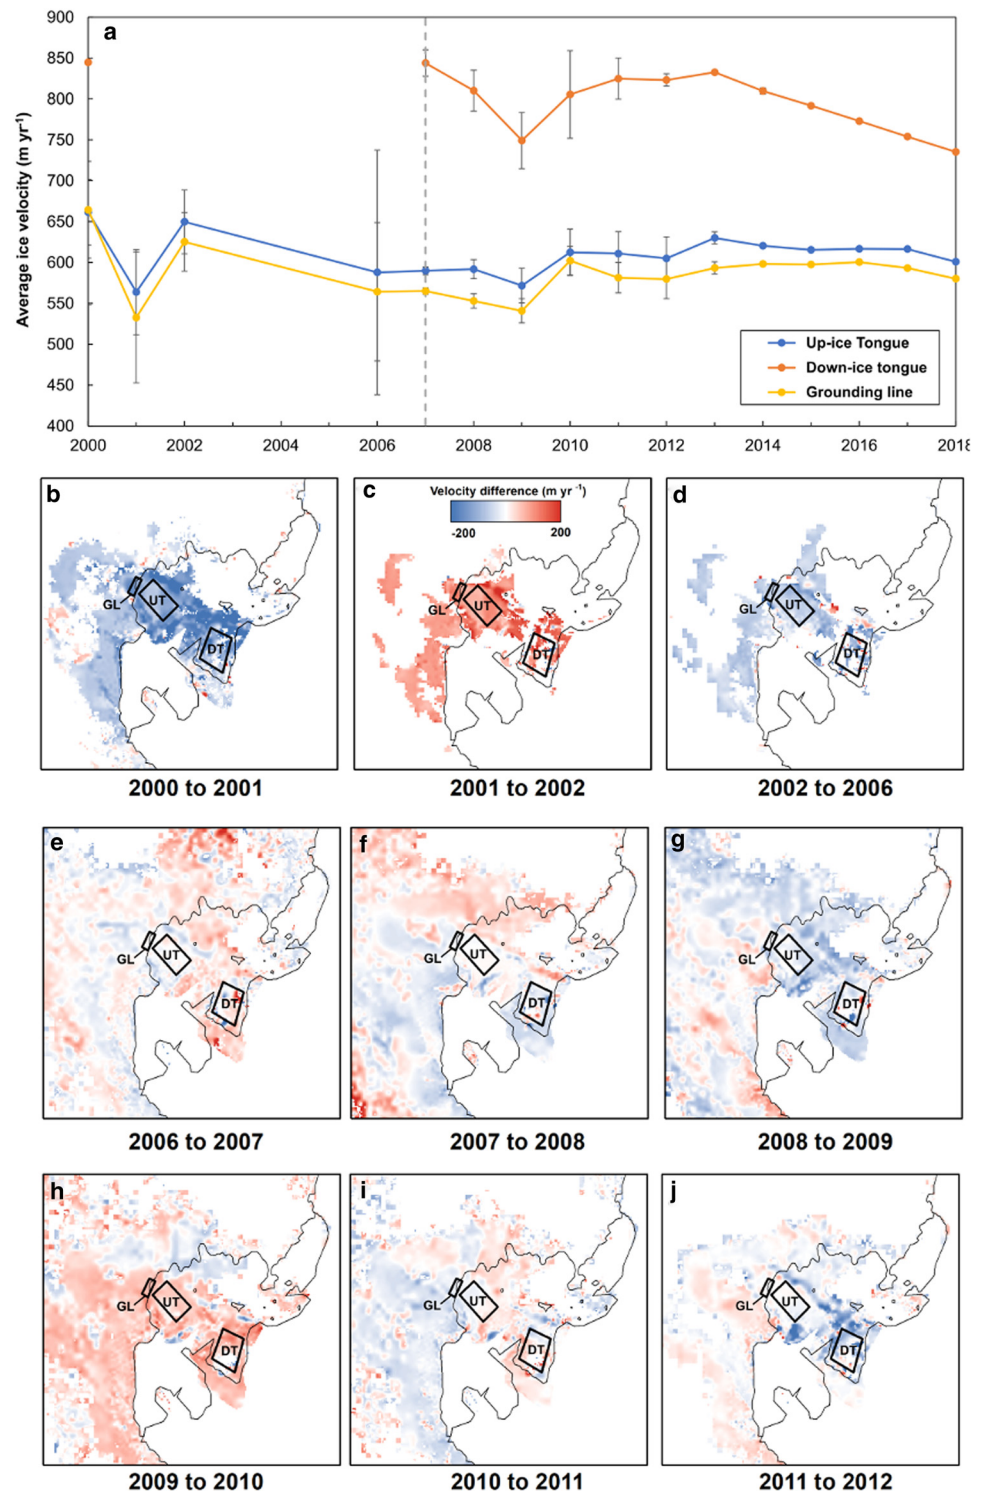 a
900
850
800
750
700
650
600
550
500
450
400
Average ice velocity (m yr⁻¹)
Up-ice Tongue
Down-ice tongue
Grounding line
2000 2002 2004 2006 2008 2010 2012 2014 2016 2018
b
GL UT
DT
2000 to 2001
c
Velocity difference (m yr ⁻¹)
-200 200
GL UT
DT
2001 to 2002
d
GL UT
DT
2002 to 2006
e
GL UT
DT
2006 to 2007
f
GL UT
DT
2007 to 2008
g
GL UT
DT
2008 to 2009
h
GL UT
DT
2009 to 2010
i
GL UT
DT
2010 to 2011
j
GL UT
DT
2011 to 2012